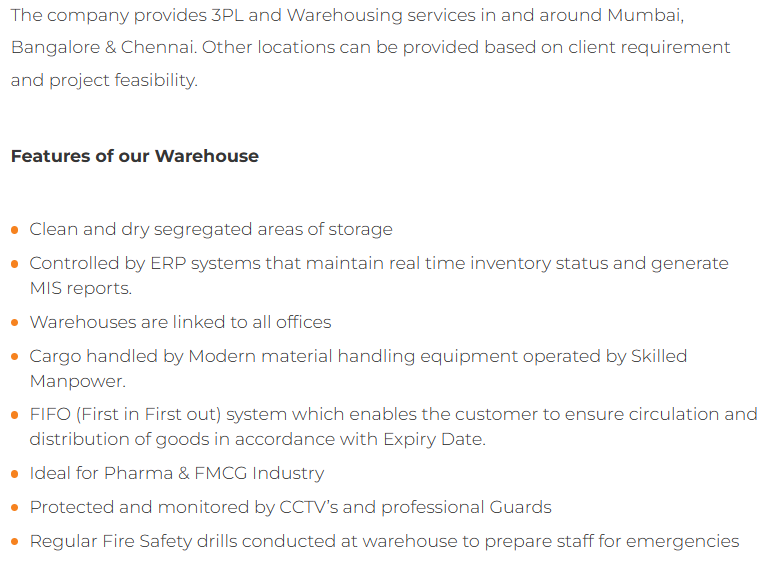 The company provides 3PL and Warehousing services in and around Mumbai,
Bangalore & Chennai. Other locations can be provided based on client requirement
and project feasibility.
Features of our Warehouse
Clean and dry segregated areas of storage
Controlled by ERP systems that maintain real time inventory status and generate
MIS reports.
Warehouses are linked to all offices
Cargo handled by Modern material handling equipment operated by Skilled
Manpower.
FIFO (First in First out) system which enables the customer to ensure circulation and
distribution of goods in accordance with Expiry Date.
Ideal for Pharma & FMCG Industry
Protected and monitored by CCTV’s and professional Guards
Regular Fire Safety drills conducted at warehouse to prepare staff for emergencies